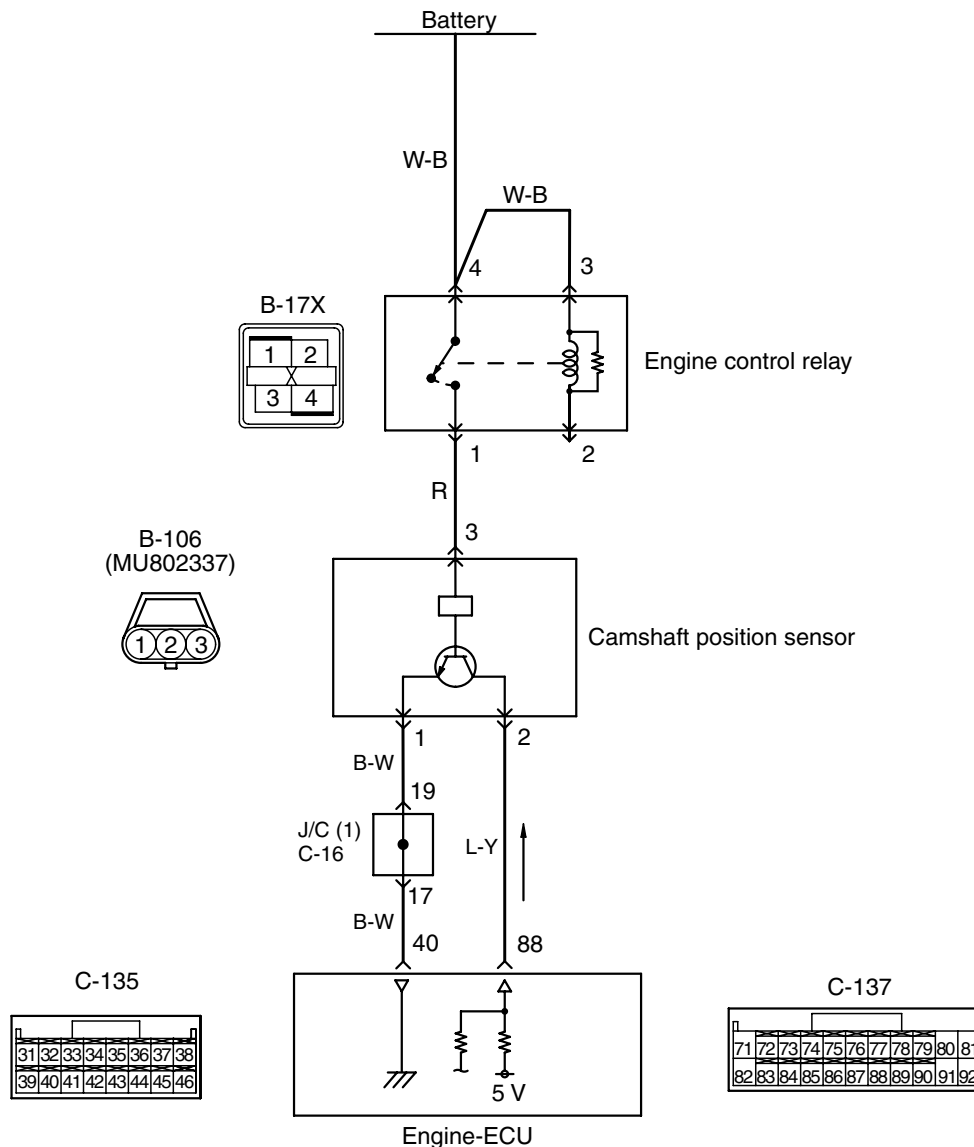 Battery
W-B
W-B
4
3
B-17X
1 2
3 4
Engine control relay
1
2
R
3
B-106
(MU802337)
1 2 3
Camshaft position sensor
1
2
B-W
19
J/C (1)
C-16
L-Y
17
B-W
40
88
C-135
31 32 33 34 35 36 37 38
39 40 41 42 43 44 45 46
C-137
71 72 73 74 75 76 77 78 79 80 81
82 83 84 85 86 87 88 89 90 91 92
5 V
Engine-ECU